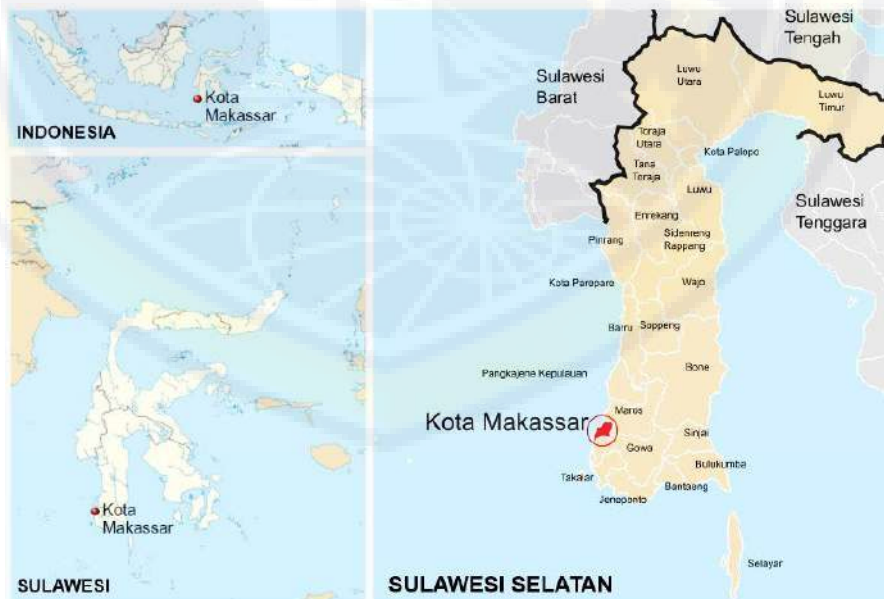 Kota
Makassar
INDONESIA
Kota
Makassar
SULAWESI
Sulawesi
Tengah
Sulawesi
Barat
Luwu
Utara
Luwu
Timur
Toraja
Utara
Kota Palopo
Tana
Toraja
Luwu
Sulawesi
Tenggara
Enrekang
Pinrang
Sidenreng
Rappang
Kota Parepare
Wajo
Barru
Soppeng
Bone
Pangkajene Kepulauan
Maros
Kota Makassar
Gowa
Sinjai
Bulukumba
Takalar
Bantaeng
Jeneponto
Selayar
SULAWESI SELATAN